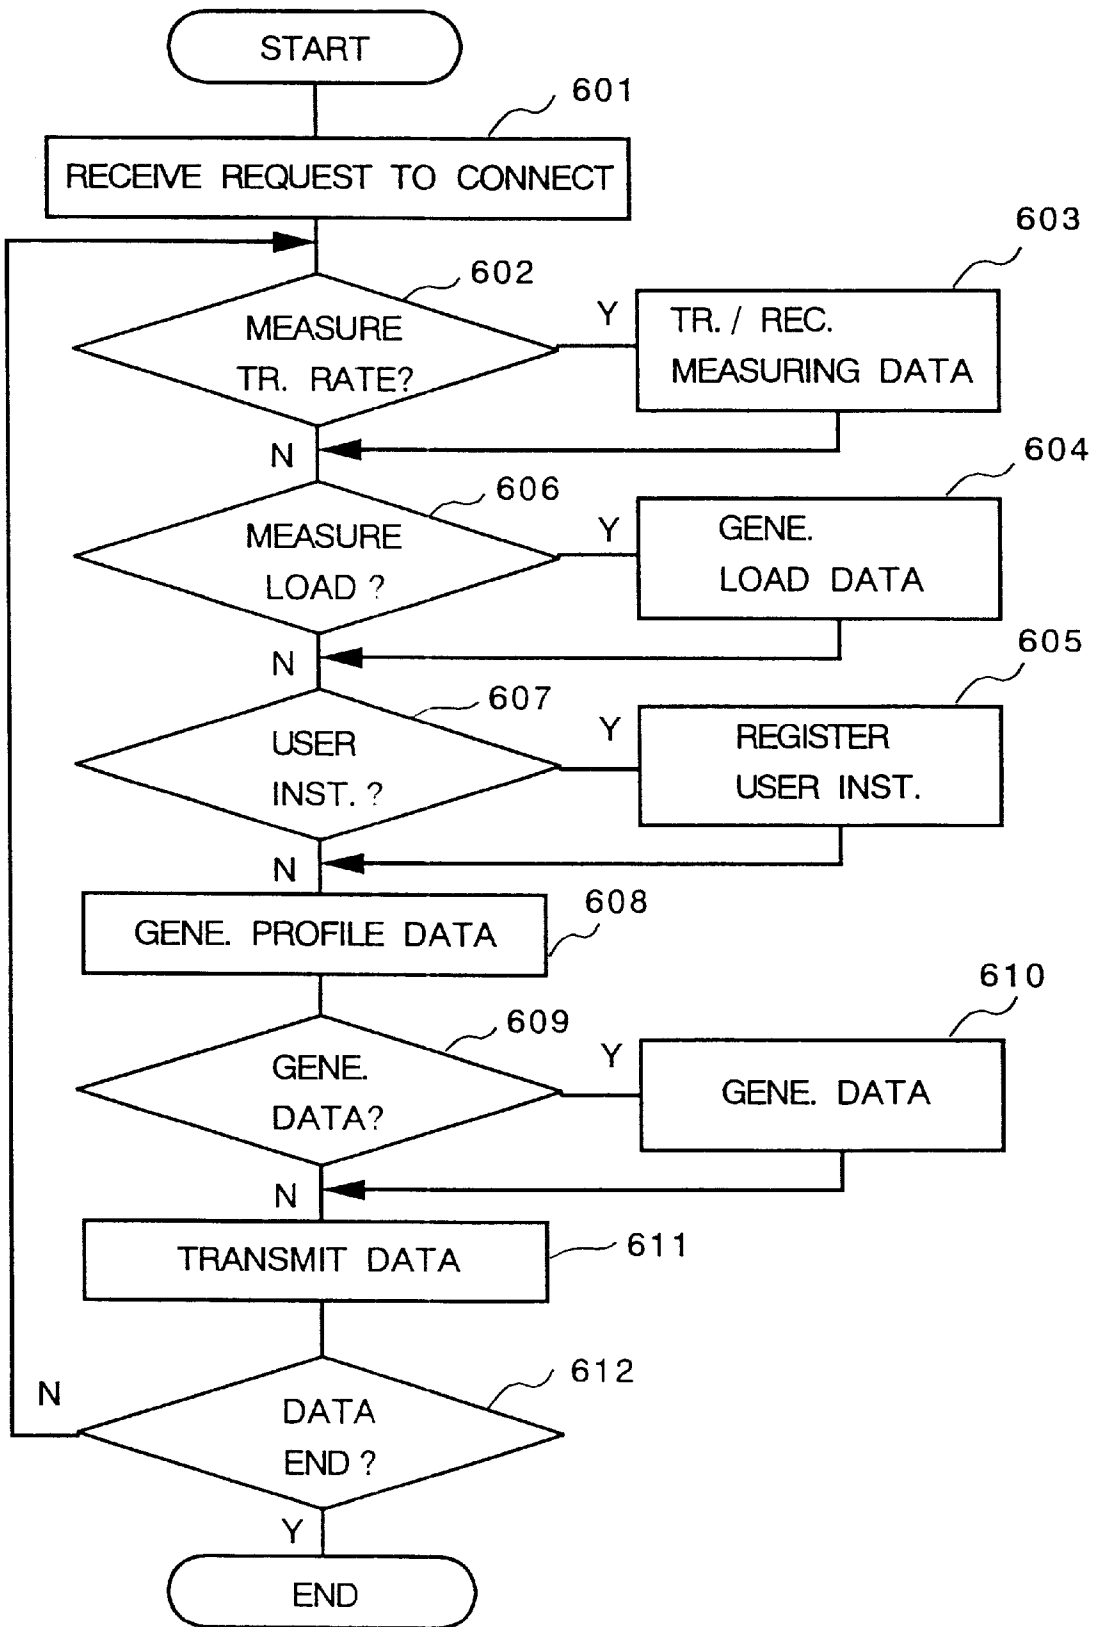 START
601
RECEIVE REQUEST TO CONNECT
602
603
MEASURE
TR. RATE?
Y
TR. / REC.
MEASURING DATA
N
606
604
MEASURE
LOAD ?
Y
GENE.
LOAD DATA
N
607
605
USER
INST. ?
Y
REGISTER
USER INST.
N
GENE. PROFILE DATA
608
609
610
GENE.
DATA?
Y
GENE. DATA
N
TRANSMIT DATA
611
612
N
DATA
END ?
Y
END